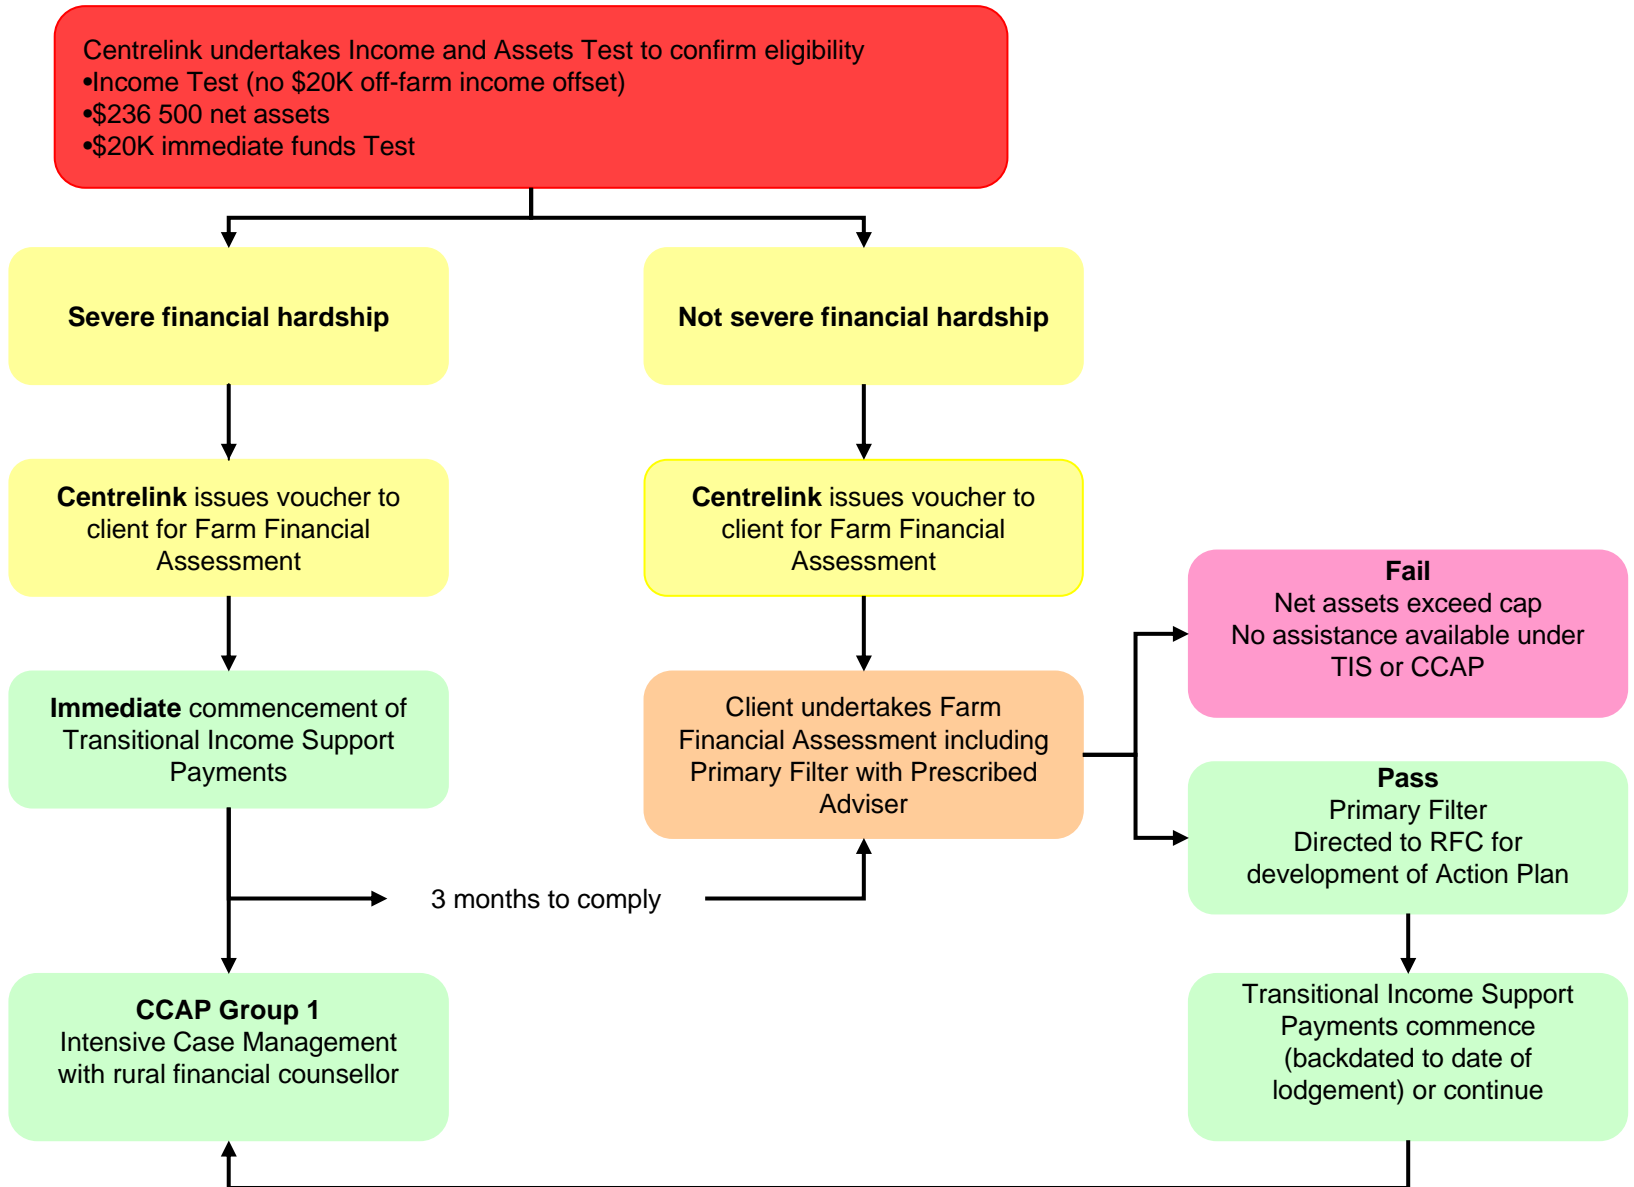 Centrelink undertakes Income and Assets Test to confirm eligibility
•Income Test (no $20K off-farm income offset)
•$236 500 net assets
•$20K immediate funds Test
Severe financial hardship
Not severe financial hardship
Centrelink issues voucher to
client for Farm Financial
Assessment
Centrelink issues voucher to
client for Farm Financial
Assessment
Fail
Net assets exceed cap
No assistance available under
TIS or CCAP
Immediate commencement of
Transitional Income Support
Payments
Client undertakes Farm
Financial Assessment including
Primary Filter with Prescribed
Adviser
Pass
Primary Filter
Directed to RFC for
development of Action Plan
3 months to comply
CCAP Group 1
Intensive Case Management
with rural financial counsellor
Transitional Income Support
Payments commence
(backdated to date of
lodgement) or continue